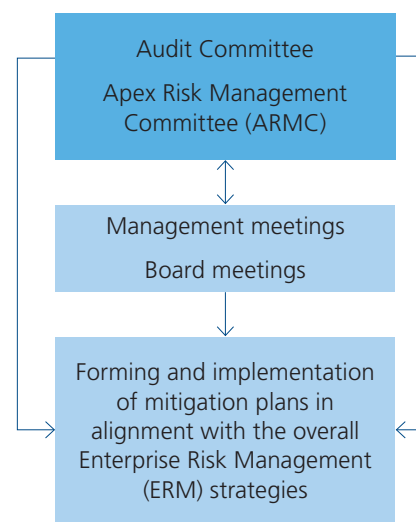 Audit Committee
Apex Risk Management
Committee (ARMC)
Management meetings
Board meetings
Forming and implementation
of mitigation plans in
alignment with the overall
Enterprise Risk Management
(ERM) strategies